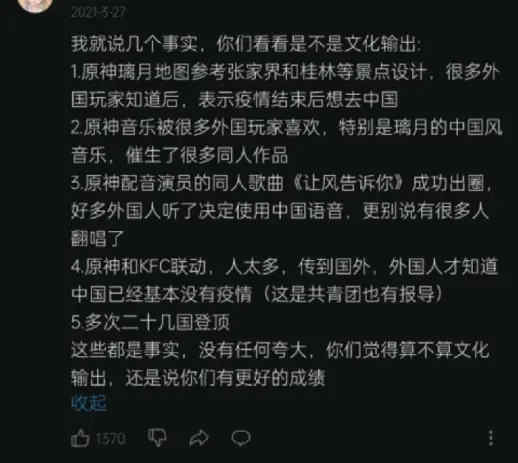 2021-3-27
我就说几个事实，你们看看是不是文化输出:
1.原神璃月地图参考张家界和桂林等景点设计，很多外
国玩家知道后，表示疫情结束后想去中国
2.原神音乐被很多外国玩家喜欢，特别是璃月的中国风
音乐，催生了很多同人作品
3.原神配音演员的同人歌曲《让风告诉你》成功出圈，
好多外国人听了决定使用中国语音，更别说有很多人
翻唱了
4.原神和KFC联动，人太多，传到国外，外国人才知道
中国已经基本没有疫情（这是共青团也有报导）
5.多次二十几国登顶
这些都是事实，没有任何夸大，你们觉得算不算文化
输出，还是说你们有更好的成绩
收起
1370